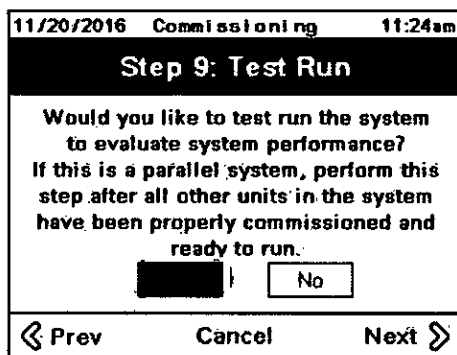 11/20/2016 Commissioning 11:24am
Step 9: Test Run
Would you like to test run the system
to evaluate system performance?
If this is a parallel system, perform this
step after all other units in the system
have been properly commissioned and
ready to run.
No
Prev Cancel Next